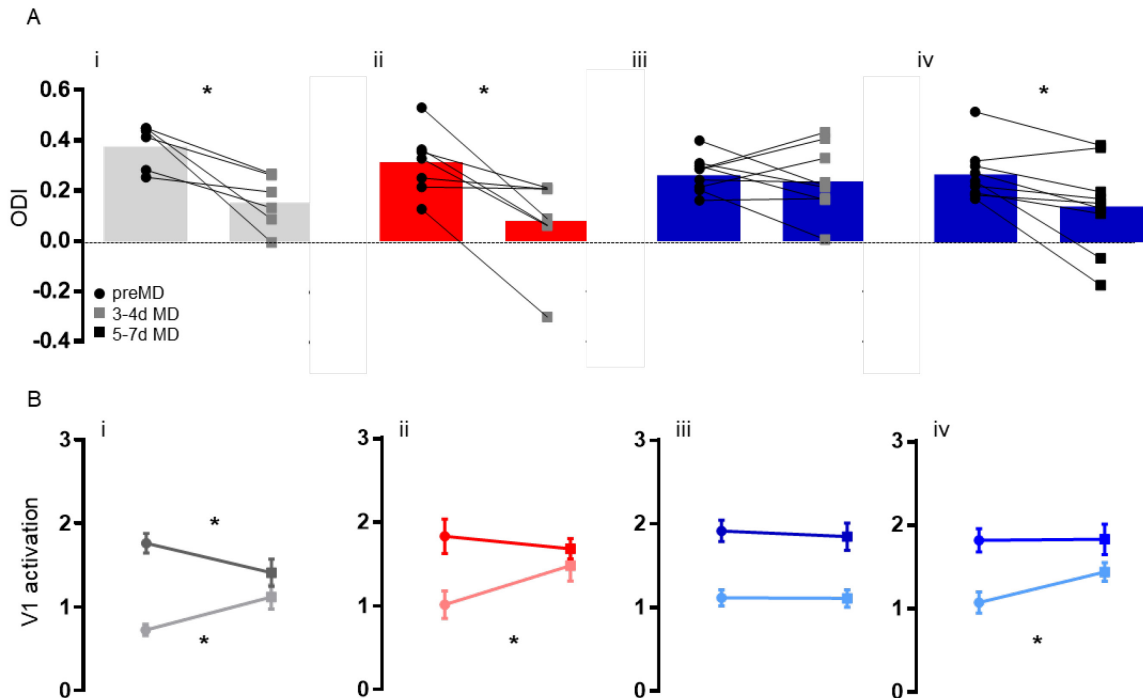 A
i ii iii iv
* * *
ODI
0.6
0.4
0.2
0.0
-0.2
-0.4
preMD
3-4d MD
5-7d MD
B
i ii iii iv
V1 activation
3 3 3 3
2 2 2 2
1 1 1 1
0 0 0 0
*
* * *